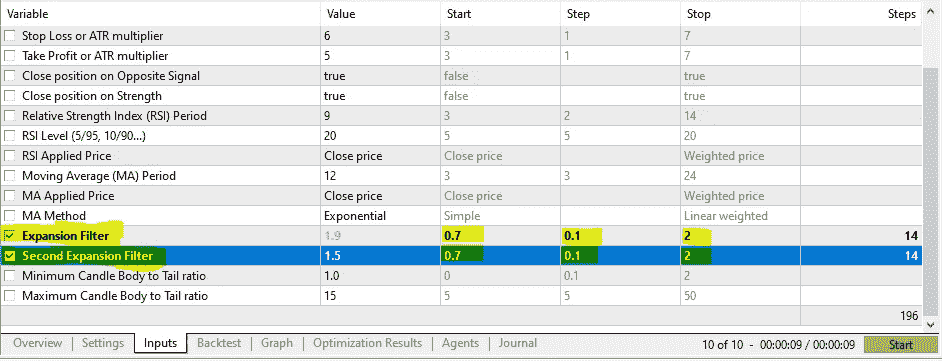 Variable Value Start Step Stop Steps
Stop Loss or ATR multiplier 6 3 1 7
Take Profit or ATR multiplier 5 3 1 7
Close position on Opposite Signal true false true
Close position on Strength true false true
Relative Strength Index (RSI) Period 9 3 2 14
RSI Level (5/95, 10/90...) 20 5 5 20
RSI Applied Price Close price Close price Weighted price
Moving Average (MA) Period 12 3 3 24
MA Applied Price Close price Close price Weighted price
MA Method Exponential Simple Linear weighted
Expansion Filter 1.9 0.7 0.1 2 14
Second Expansion Filter 1.5 0.7 0.1 2 14
Minimum Candle Body to Tail ratio 1.0 0 0.1 2
Maximum Candle Body to Tail ratio 15 5 5 50
196
Overview Settings Inputs Backtest Graph Optimization Results Agents Journal 10 of 10 - 00:00:09 / 00:00:09 Start